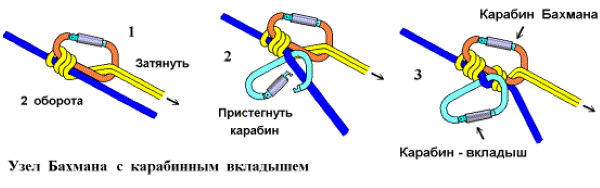 1
Затянуть
2 оборота
2
Пристегнуть
карабин
Карабин Бахмана
3
Карабин - вкладыш
Узел Бахмана с карабинным вкладышем